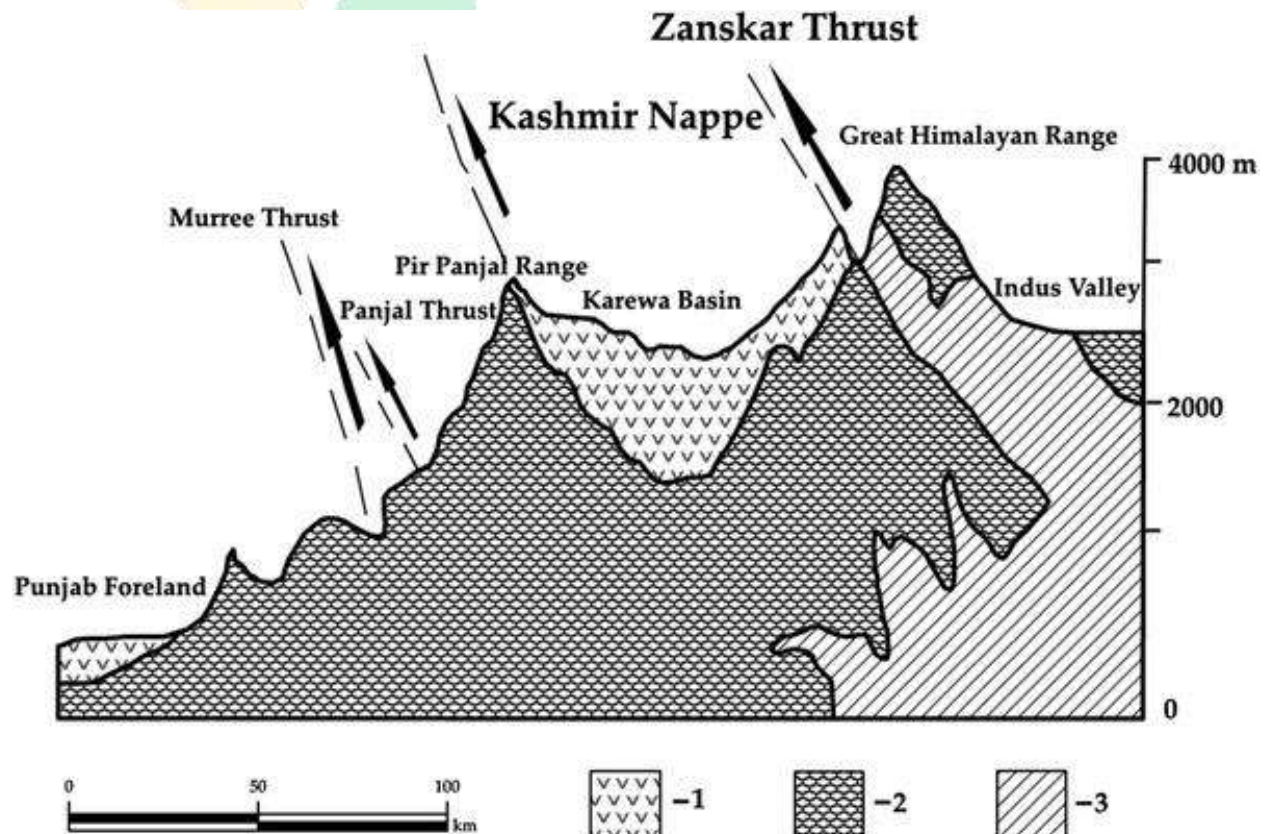 Zanskar Thrust
Kashmir Nappe
Great Himalayan Range
4000 m
Murree Thrust
Pir Panjal Range
Panjal Thrust
Karewa Basin
Indus Valley
2000
Punjab Foreland
0
0 50 100
km
-1 -2 -3